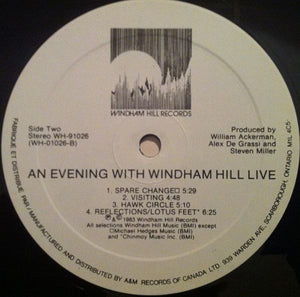 WINDHAM HILL RECORDS
Side Two
Stereo WH-91026
(WH-01026-B)
Produced by
William Ackerman,
Alex De Grassi and
Steven Miller
AN EVENING WITH WINDHAM HILL LIVE
1. SPARE CHANGE□ 5:29
2. VISITING 4:48
3. HAWK CIRCLE 5:10
4. REFLECTIONS/LOTUS FEET* 6:25
℗ © 1983 Windham Hill Records
All selections Windham Hill Music (BMI) except
□Michael Hedges Music (BMI)
and *Chinmoy Music Inc. (BMI)
FABRIQUE ET DISTRIBUE PAR/MANUFACTURED AND DISTRIBUTED BY A&M RECORDS OF CANADA LTD. 939 WARDEN AVE. SCARBOROUGH, ONTARIO M1L 4C5